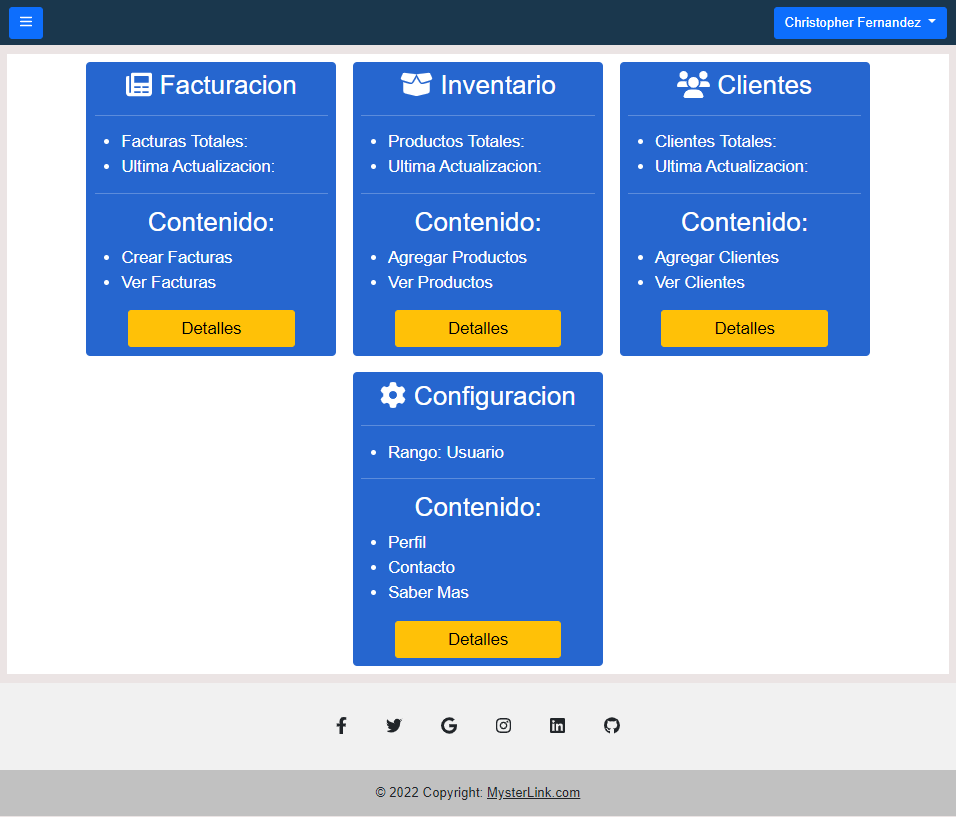 Christopher Fernandez
Facturacion
Facturas Totales:
Ultima Actualizacion:
Contenido:
Crear Facturas
Ver Facturas
Detalles
Inventario
Productos Totales:
Ultima Actualizacion:
Contenido:
Agregar Productos
Ver Productos
Detalles
Clientes
Clientes Totales:
Ultima Actualizacion:
Contenido:
Agregar Clientes
Ver Clientes
Detalles
Configuracion
Rango: Usuario
Contenido:
Perfil
Contacto
Saber Mas
Detalles
© 2022 Copyright: MysterLink.com